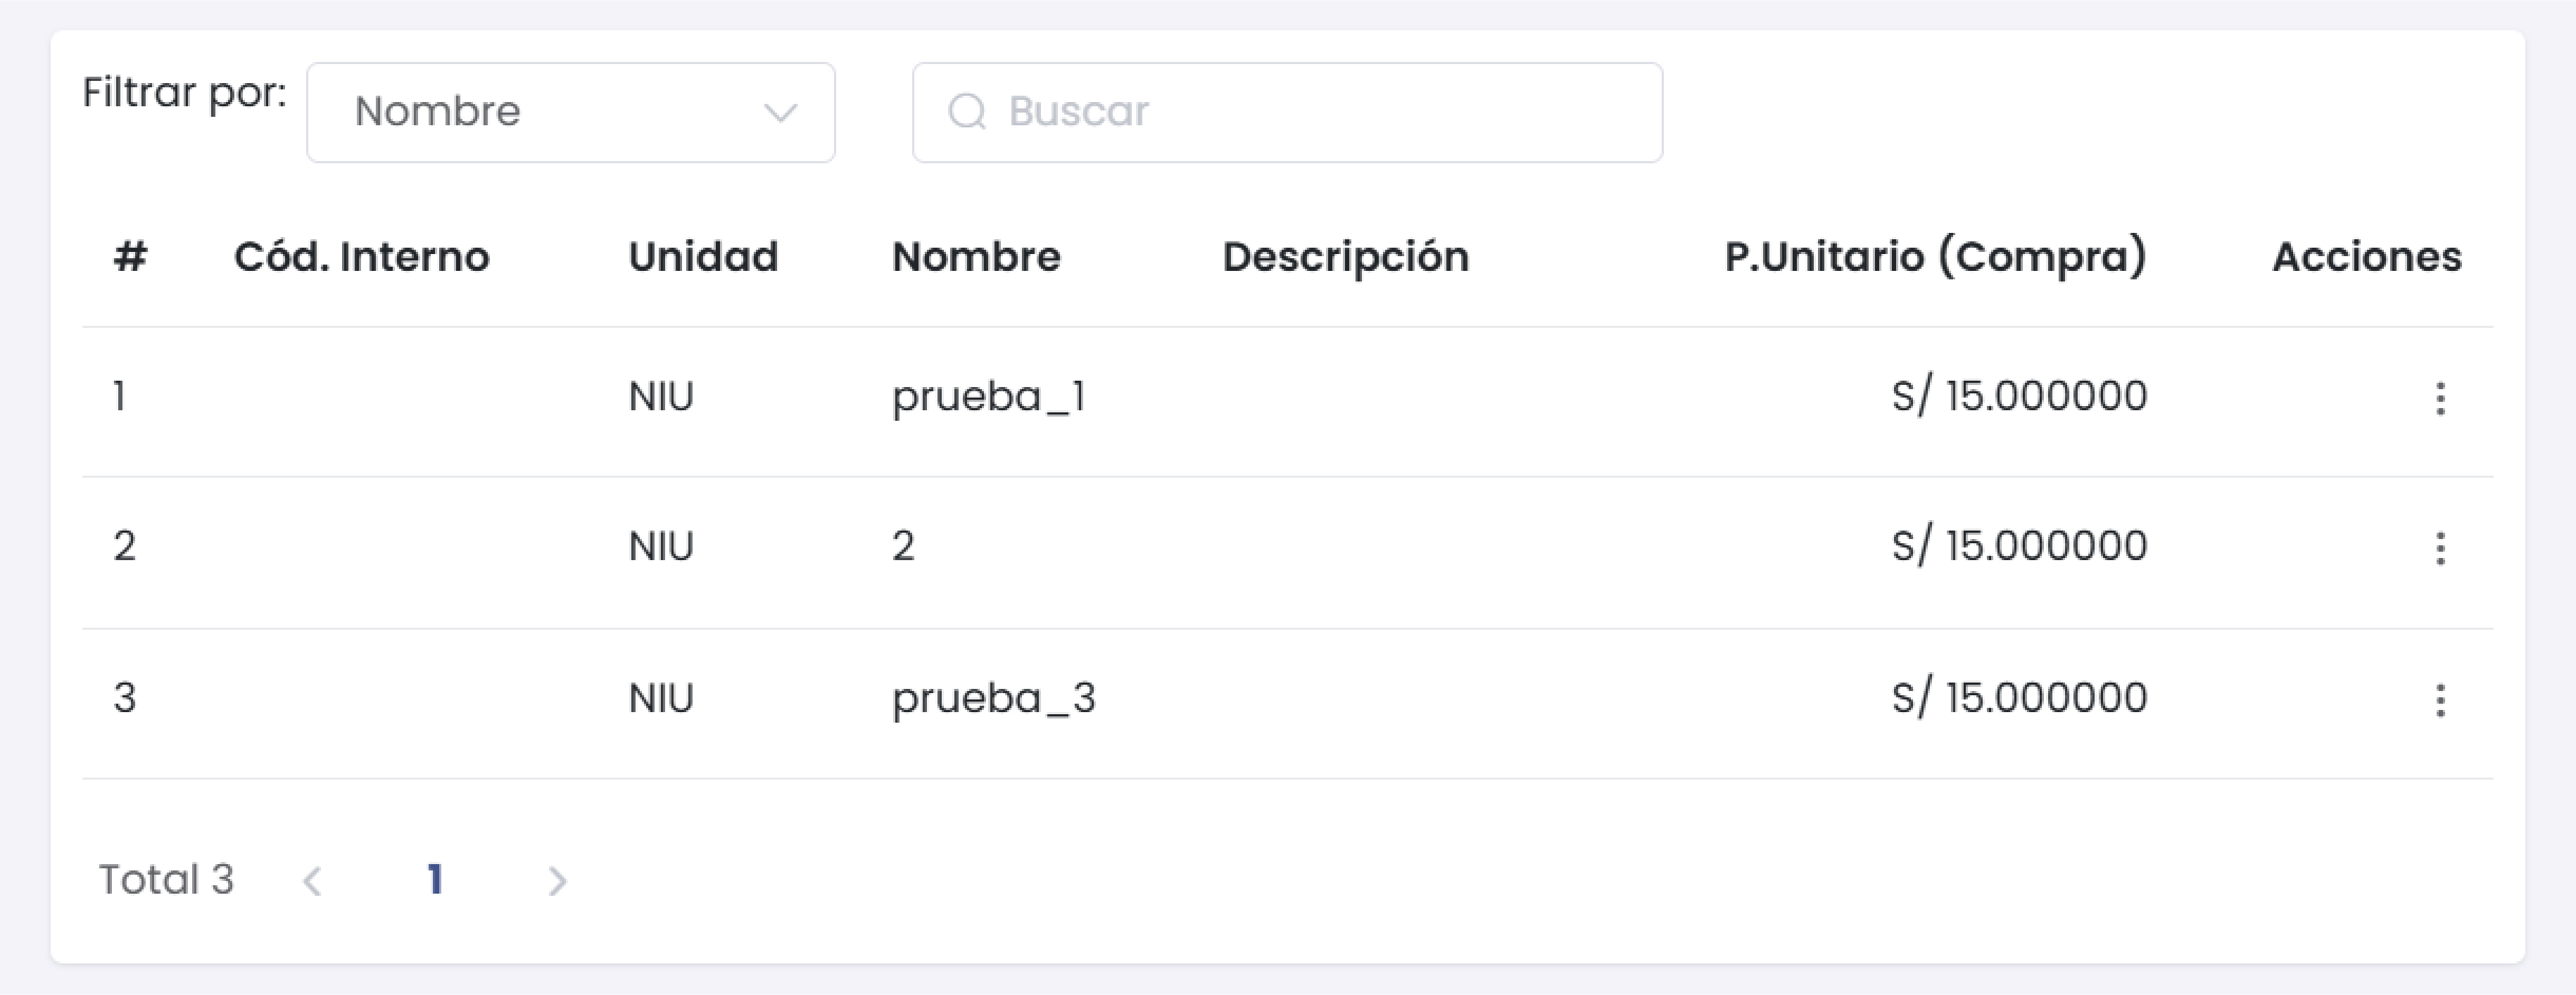 Filtrar por: Nombre Buscar
# Cód. Interno Unidad Nombre Descripción P.Unitario (Compra) Acciones
1 NIU prueba_1 S/ 15.000000
2 NIU 2 S/ 15.000000
3 NIU prueba_3 S/ 15.000000
Total 3 1